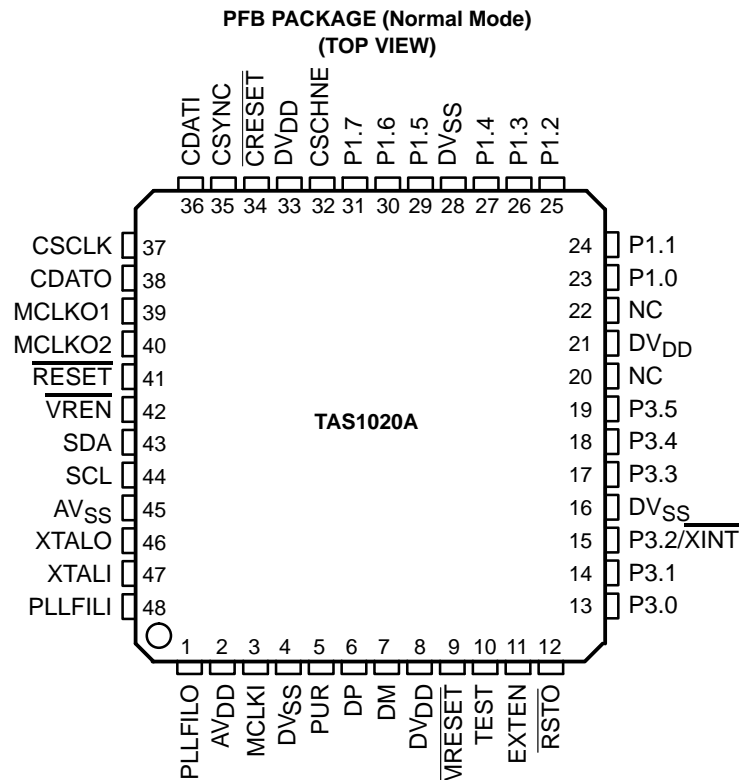 PFB PACKAGE (Normal Mode)
(TOP VIEW)
CDATI
CSYNC
CRESET
DVDD
CSCHNE
P1.7
P1.6
P1.5
DVSS
P1.4
P1.3
P1.2
36 35 34 33 32 31 30 29 28 27 26 25
CSCLK 37 24 P1.1
CDATO 38 23 P1.0
MCLKO1 39 22 NC
MCLKO2 40 21 DVDD
RESET 41 20 NC
VREN 42 19 P3.5
TAS1020A
SDA 43 18 P3.4
SCL 44 17 P3.3
AVSS 45 16 DVSS
XTALO 46 15 P3.2/XINT
XTALI 47 14 P3.1
PLLFILI 48 13 P3.0
1 2 3 4 5 6 7 8 9 10 11 12
PLLFILO
AVDD
MCLKI
DVSS
PUR
DP
DM
DVDD
MRESET
TEST
EXTEN
RSTO